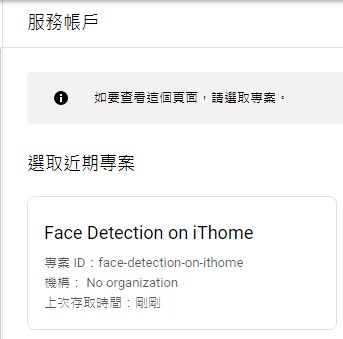 服務帳戶
如要查看這個頁面，請選取專案。
選取近期專案
Face Detection on iThome
專案 ID：face-detection-on-ithome
機構： No organization
上次存取時間：剛剛